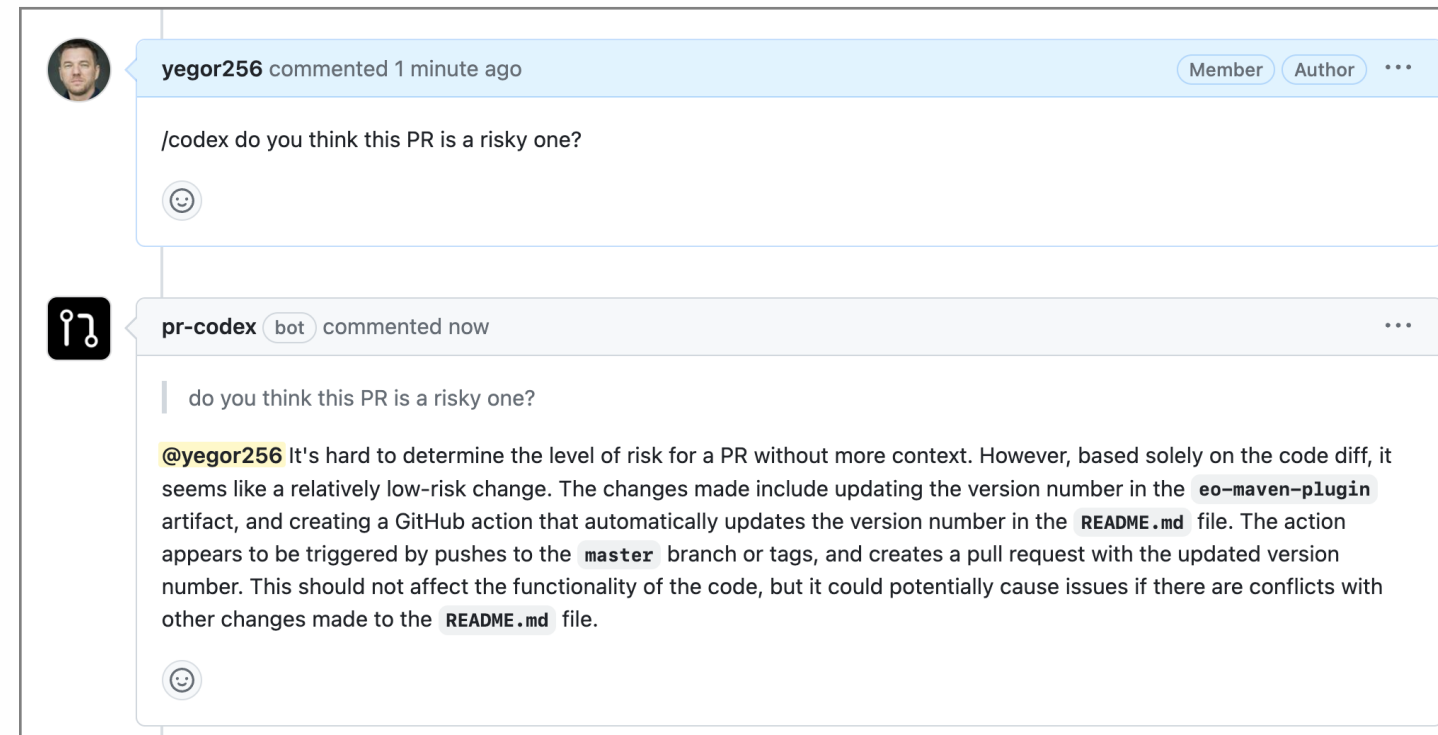 yegor256 commented 1 minute ago Member Author ...
/codex do you think this PR is a risky one?
pr-codex bot commented now ...
do you think this PR is a risky one?
@yegor256 It's hard to determine the level of risk for a PR without more context. However, based solely on the code diff, it
seems like a relatively low-risk change. The changes made include updating the version number in the eo-maven-plugin
artifact, and creating a GitHub action that automatically updates the version number in the README.md file. The action
appears to be triggered by pushes to the master branch or tags, and creates a pull request with the updated version
number. This should not affect the functionality of the code, but it could potentially cause issues if there are conflicts with
other changes made to the README.md file.